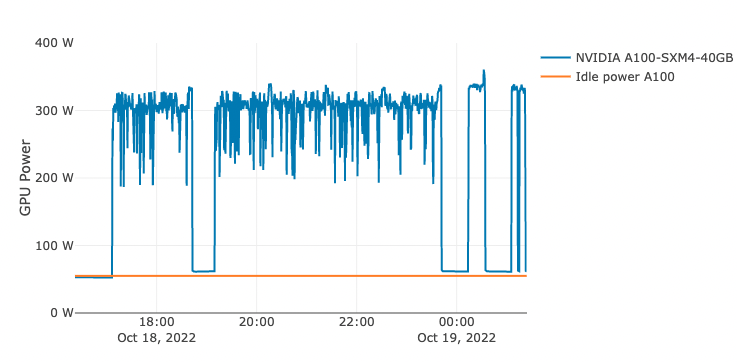 400 W
300 W
200 W
100 W
0 W
GPU Power
18:00
Oct 18, 2022
20:00
22:00
00:00
Oct 19, 2022
NVIDIA A100-SXM4-40GB
Idle power A100